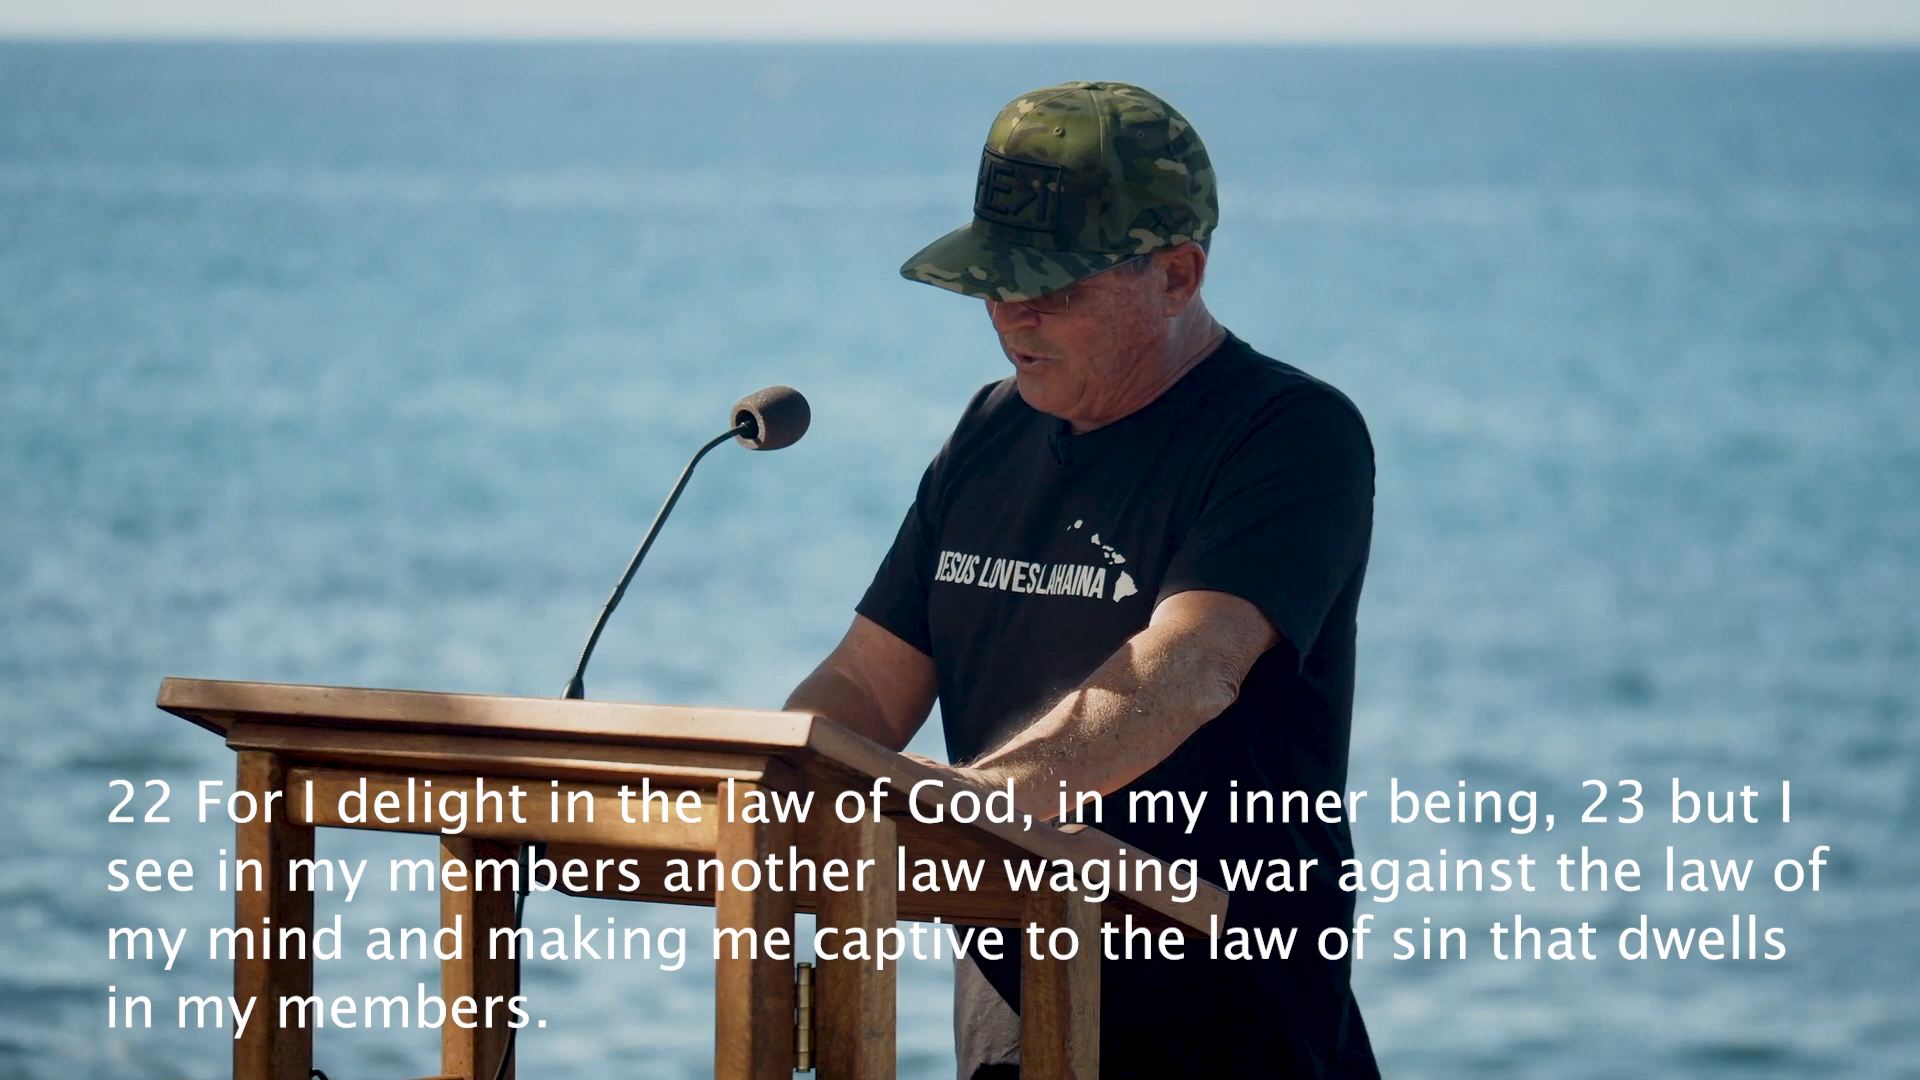 HE>I
JESUS LOVES LAHAINA
22 For I delight in the law of God, in my inner being, 23 but I
see in my members another law waging war against the law of
my mind and making me captive to the law of sin that dwells
in my members.